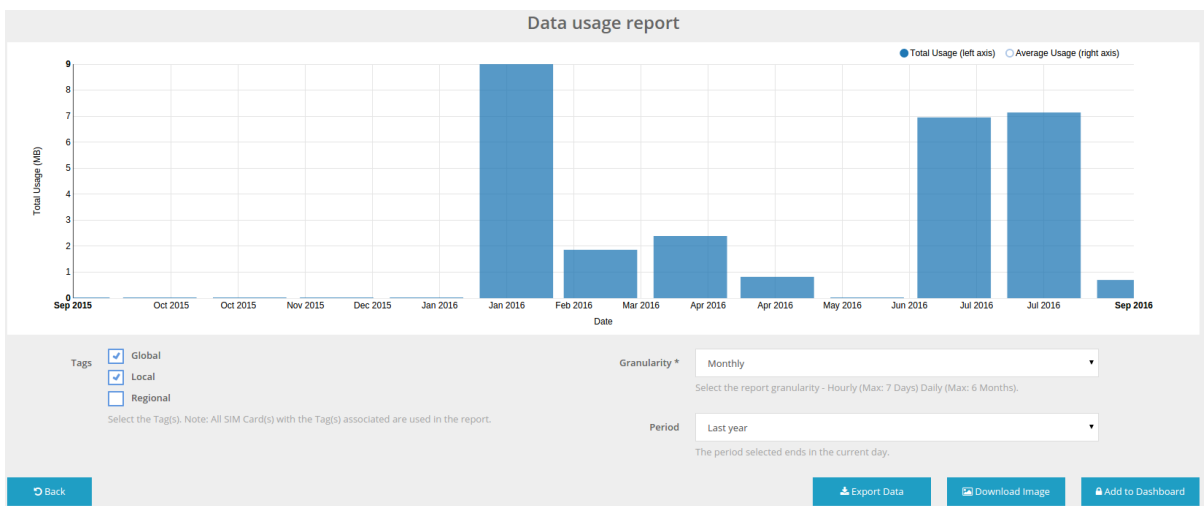 Data usage report
Total Usage (left axis) Average Usage (right axis)
9
8
7
6
5
4
3
2
1
0
Total Usage (MB)
Sep 2015 Oct 2015 Oct 2015 Nov 2015 Dec 2015 Jan 2016 Jan 2016 Feb 2016 Mar 2016 Apr 2016 Apr 2016 May 2016 Jun 2016 Jul 2016 Jul 2016 Sep 2016
Date
Tags
Global
Local
Regional
Select the Tag(s). Note: All SIM Card(s) with the Tag(s) associated are used in the report.
Granularity *
Monthly
Select the report granularity - Hourly (Max: 7 Days) Daily (Max: 6 Months).
Period
Last year
The period selected ends in the current day.
Back
Export Data
Download Image
Add to Dashboard